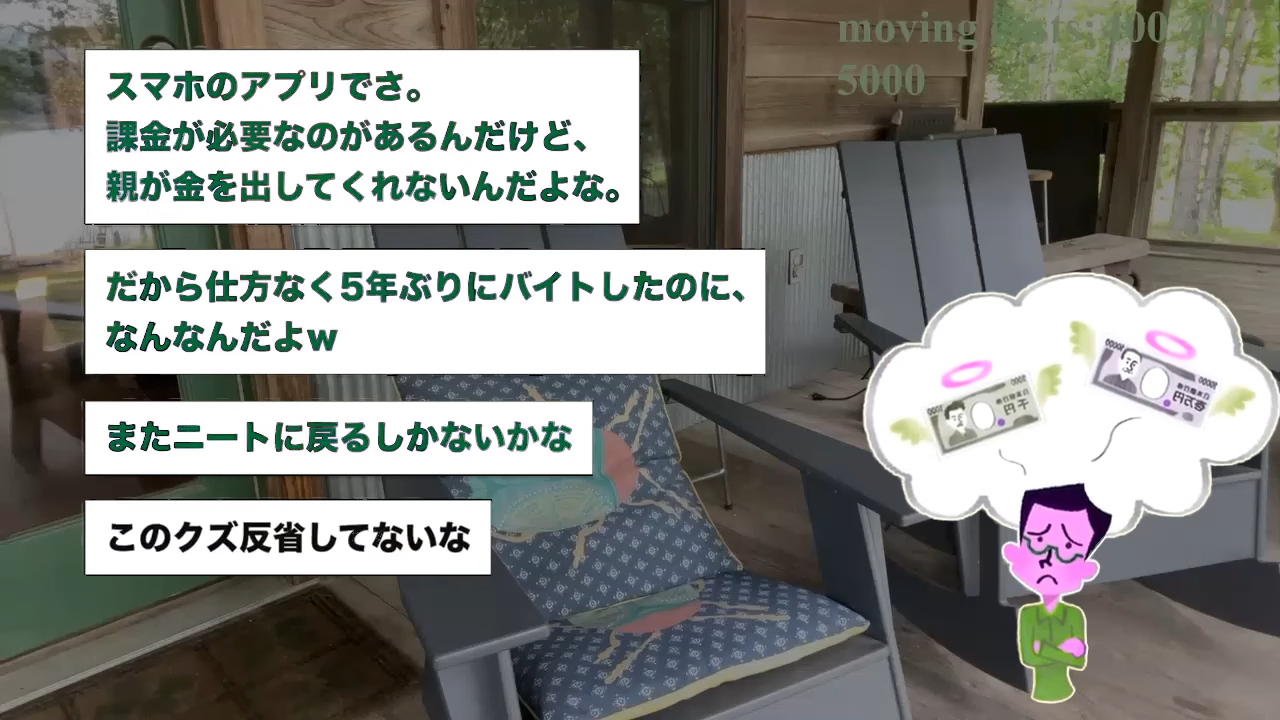 moving
5000
スマホのアプリでさ。
課金が必要なのがあるんだけど、
親が金を出してくれないんだよな。
だから仕方なく5年ぶりにバイトしたのに、
なんなんだよw
またニートに戻るしかないかな
このクズ反省してないな